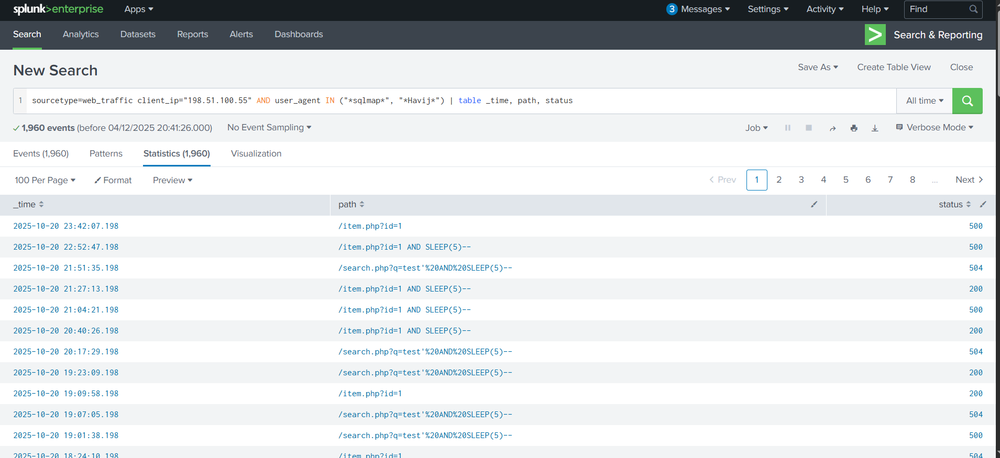 splunk>enterprise Apps 3 Messages Settings Activity Help Find
Search Analytics Datasets Reports Alerts Dashboards Search & Reporting
New Search Save As Create Table View Close
1 sourcetype=web_traffic client_ip="198.51.100.55" AND user_agent IN ("*sqlmap*", "*Havij*") | table _time, path, status All time
1,960 events (before 04/12/2025 20:41:26.000) No Event Sampling Job Verbose Mode
Events (1,960) Patterns Statistics (1,960) Visualization
100 Per Page Format Preview < Prev 1 2 3 4 5 6 7 8 ... Next >
_time path status
2025-10-20 23:42:07.198 /item.php?id=1 500
2025-10-20 22:52:47.198 /item.php?id=1 AND SLEEP(5)-- 500
2025-10-20 21:51:35.198 /search.php?q=test'%20AND%20SLEEP(5)-- 504
2025-10-20 21:27:13.198 /item.php?id=1 AND SLEEP(5)-- 200
2025-10-20 21:04:21.198 /item.php?id=1 AND SLEEP(5)-- 500
2025-10-20 20:40:26.198 /item.php?id=1 AND SLEEP(5)-- 200
2025-10-20 20:17:29.198 /search.php?q=test'%20AND%20SLEEP(5)-- 504
2025-10-20 19:23:09.198 /search.php?q=test'%20AND%20SLEEP(5)-- 200
2025-10-20 19:09:58.198 /item.php?id=1 200
2025-10-20 19:07:05.198 /search.php?q=test'%20AND%20SLEEP(5)-- 504
2025-10-20 19:01:38.198 /search.php?q=test'%20AND%20SLEEP(5)-- 500
2025-10-20 18:24:10.198 /item.php?id=1 504